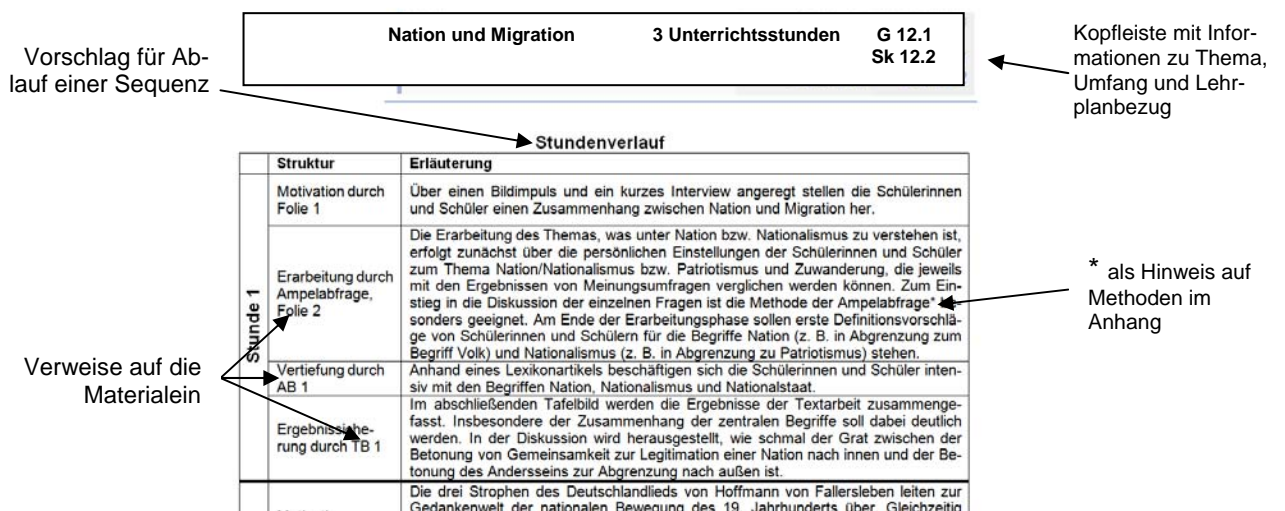 Nation und Migration 3 Unterrichtsstunden G 12.1
Sk 12.2
Vorschlag für Ab-
lauf einer Sequenz
Kopfleiste mit Infor-
mationen zu Thema,
Umfang und Lehr-
planbezug
Stundenverlauf
Struktur Erläuterung
Stunde 1
Motivation durch
Folie 1
Über einen Bildimpuls und ein kurzes Interview angeregt stellen die Schülerinnen
und Schüler einen Zusammenhang zwischen Nation und Migration her.
Erarbeitung durch
Ampelabfrage,
Folie 2
Die Erarbeitung des Themas, was unter Nation bzw. Nationalismus zu verstehen ist,
erfolgt zunächst über die persönlichen Einstellungen der Schülerinnen und Schüler
zum Thema Nation/Nationalismus bzw. Patriotismus und Zuwanderung, die jeweils
mit den Ergebnissen von Meinungsumfragen verglichen werden können. Zum Ein-
stieg in die Diskussion der einzelnen Fragen ist die Methode der Ampelabfrage*
sonders geeignet. Am Ende der Erarbeitungsphase sollen erste Definitionsvorschlä-
ge von Schülerinnen und Schülern für die Begriffe Nation (z. B. in Abgrenzung zum
Begriff Volk) und Nationalismus (z. B. in Abgrenzung zu Patriotismus) stehen.
* als Hinweis auf
Methoden im
Anhang
Verweise auf die
Materialein
Vertiefung durch
AB 1
Anhand eines Lexikonartikels beschäftigen sich die Schülerinnen und Schüler inten-
siv mit den Begriffen Nation, Nationalismus und Nationalstaat.
Ergebnissiche-
rung durch TB 1
Im abschließenden Tafelbild werden die Ergebnisse der Textarbeit zusammenge-
fasst. Insbesondere der Zusammenhang der zentralen Begriffe soll dabei deutlich
werden. In der Diskussion wird herausgestellt, wie schmal der Grat zwischen der
Betonung von Gemeinsamkeit zur Legitimation einer Nation nach innen und der Be-
tonung des Andersseins zur Abgrenzung nach außen ist.
Die drei Strophen des Deutschlandlieds von Hoffmann von Fallersleben leiten zur
Gedankenwelt der nationalen Bewegung des 19. Jahrhunderts über. Gleichzeitig